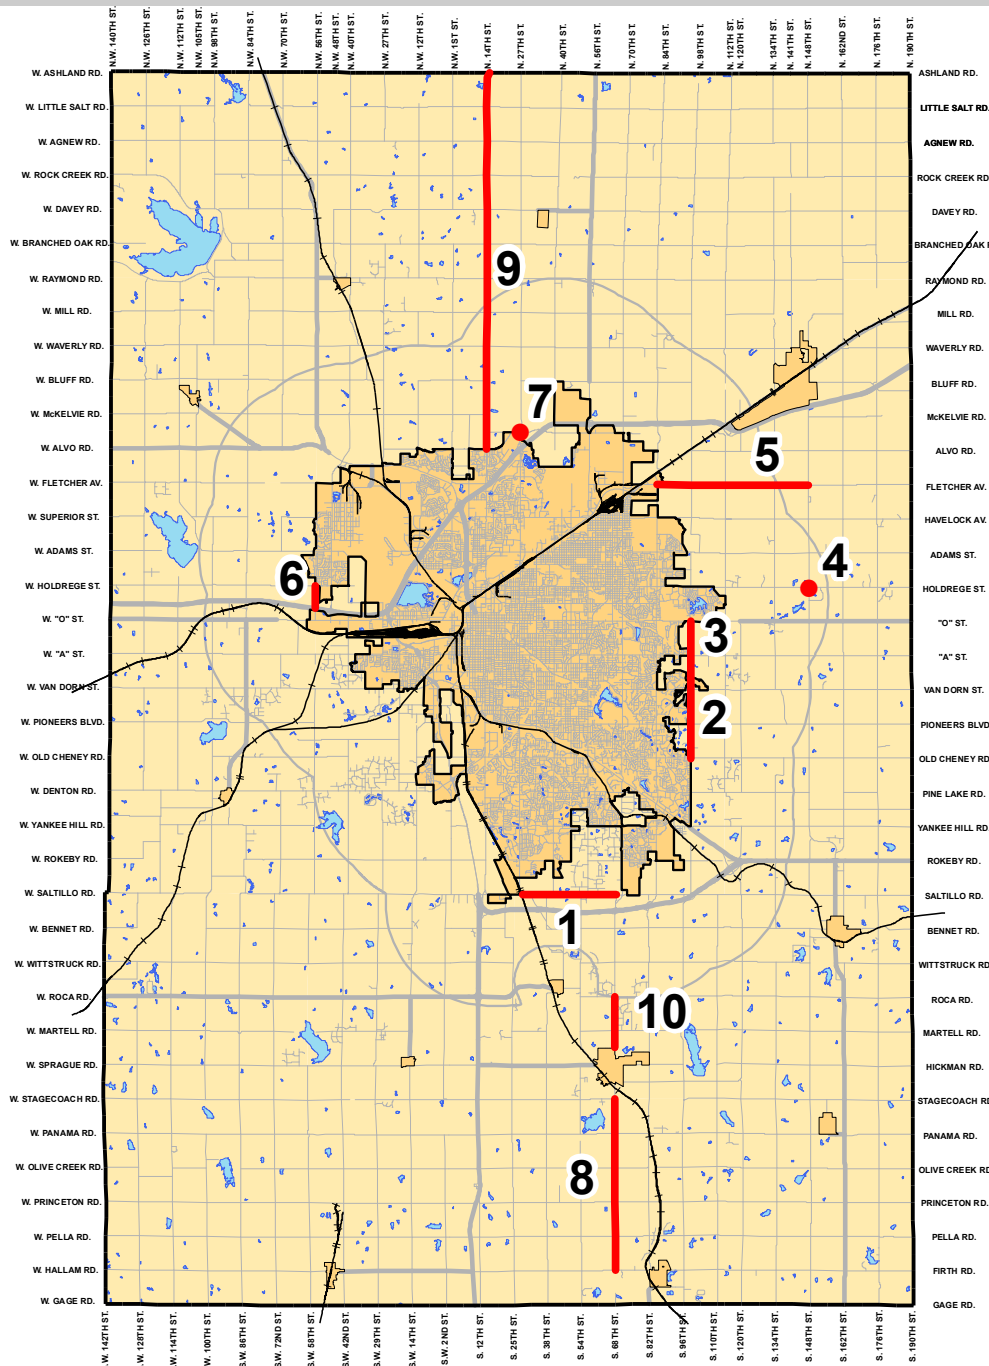 N.W. 140TH ST.
N.W. 126TH ST.
N.W. 112TH ST.
N.W. 105TH ST.
N.W. 98TH ST.
N.W. 84TH ST.
N.W. 70TH ST.
N.W. 56TH ST.
N.W. 48TH ST.
N.W. 40TH ST.
N.W. 27TH ST.
N.W. 12TH ST.
N.W. 1ST ST.
N. 14TH ST.
N. 27TH ST.
N. 40TH ST.
N. 56TH ST.
N. 70TH ST.
N. 84TH ST.
N. 98TH ST.
N. 112TH ST.
N. 120TH ST.
N. 134TH ST.
N. 141TH ST.
N. 148TH ST.
N. 162ND ST.
N. 176TH ST.
N. 190TH ST.
W. ASHLAND RD.
W. LITTLE SALT RD.
W. AGNEW RD.
W. ROCK CREEK RD.
W. DAVEY RD.
W. BRANCHED OAK RD.
W. RAYMOND RD.
W. MILL RD.
W. WAVERLY RD.
W. BLUFF RD.
W. McKELVIE RD.
W. ALVO RD.
W. FLETCHER AV.
W. SUPERIOR ST.
W. ADAMS ST.
W. HOLDREGE ST.
W. "O" ST.
W. "A" ST.
W. VAN DORN ST.
W. PIONEERS BLVD.
W. OLD CHENEY RD.
W. DENTON RD.
W. YANKEE HILL RD.
W. ROKEBY RD.
W. SALTILLO RD.
W. BENNET RD.
W. WITTSTRUCK RD.
W. ROCA RD.
W. MARTELL RD.
W. SPRAGUE RD.
W. STAGECOACH RD.
W. PANAMA RD.
W. OLIVE CREEK RD.
W. PRINCETON RD.
W. PELLA RD.
W. HALLAM RD.
W. GAGE RD.
9
7
5
6
4
3
2
1
10
8
ASHLAND RD.
LITTLE SALT RD.
AGNEW RD.
ROCK CREEK RD.
DAVEY RD.
BRANCHED OAK R
RAYMOND RD.
MILL RD.
WAVERLY RD.
BLUFF RD.
McKELVIE RD.
ALVO RD.
FLETCHER AV.
HAVELOCK AV.
ADAMS ST.
HOLDREGE ST.
"O" ST.
"A" ST.
VAN DORN ST.
PIONEERS BLVD
OLD CHENEY RD.
PINE LAKE RD.
YANKEE HILL RD.
ROKEBY RD.
SALTILLO RD.
BENNET RD.
WITTSTRUCK RD.
ROCA RD.
MARTELL RD.
HICKMAN RD.
STAGECOACH RD
PANAMA RD.
OLIVE CREEK RD
PRINCETON RD.
PELLA RD.
FIRTH RD.
GAGE RD.
.W. 142TH ST.
S.W. 128TH ST.
S.W. 114TH ST.
S.W. 100TH ST.
S.W. 86TH ST.
S.W. 72ND ST.
S.W. 58TH ST.
S.W. 42ND ST.
S.W. 29TH ST.
S.W. 14TH ST.
S.W. 2ND ST.
S. 12TH ST.
S. 25TH ST.
S. 38TH ST.
S. 54TH ST.
S. 68TH ST.
S. 82TH ST.
S. 96TH ST.
S. 110TH ST.
S. 120TH ST.
S. 134TH ST.
S. 148TH ST.
S. 162TH ST.
S. 176TH ST.
S. 190TH ST.